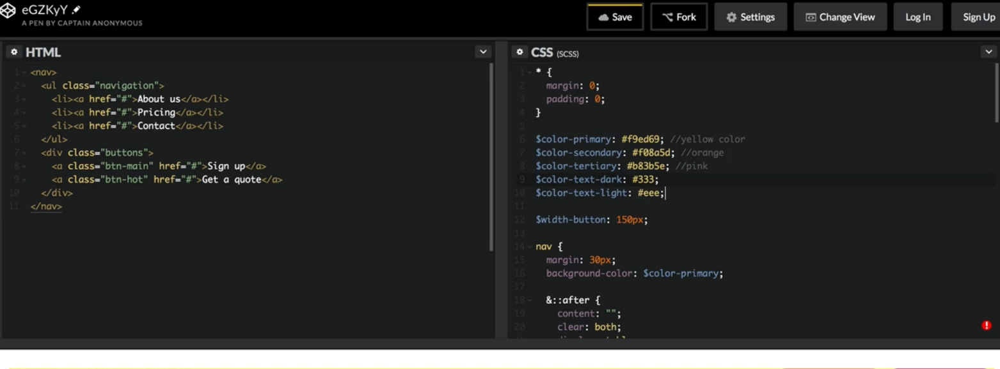 eGZKyY
A PEN BY CAPTAIN ANONYMOUS
Save
Fork
Settings
Change View
Log In
Sign Up
HTML
1 <nav>
2 <ul class="navigation">
3 <li><a href="#">About us</a></li>
4 <li><a href="#">Pricing</a></li>
5 <li><a href="#">Contact</a></li>
6 </ul>
7 <div class="buttons">
8 <a class="btn-main" href="#">Sign up</a>
9 <a class="btn-hot" href="#">Get a quote</a>
10 </div>
11 </nav>
CSS (SCSS)
1 * {
2 margin: 0;
3 padding: 0;
4 }
5
6 $color-primary: #f9ed69; //yellow color
7 $color-secondary: #f08a5d; //orange
8 $color-tertiary: #b83b5e; //pink
9 $color-text-dark: #333;
10 $color-text-light: #eee;
11
12 $width-button: 150px;
13
14 nav {
15 margin: 30px;
16 background-color: $color-primary;
17
18 &::after {
19 content: "";
20 clear: both;